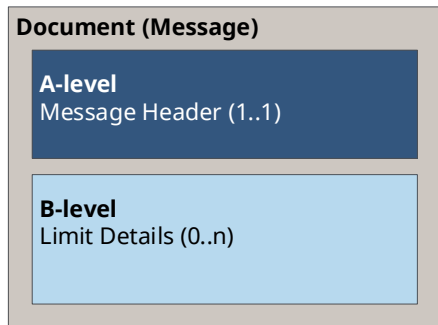 Document (Message)
A-level
Message Header (1..1)
B-level
Limit Details (0..n)